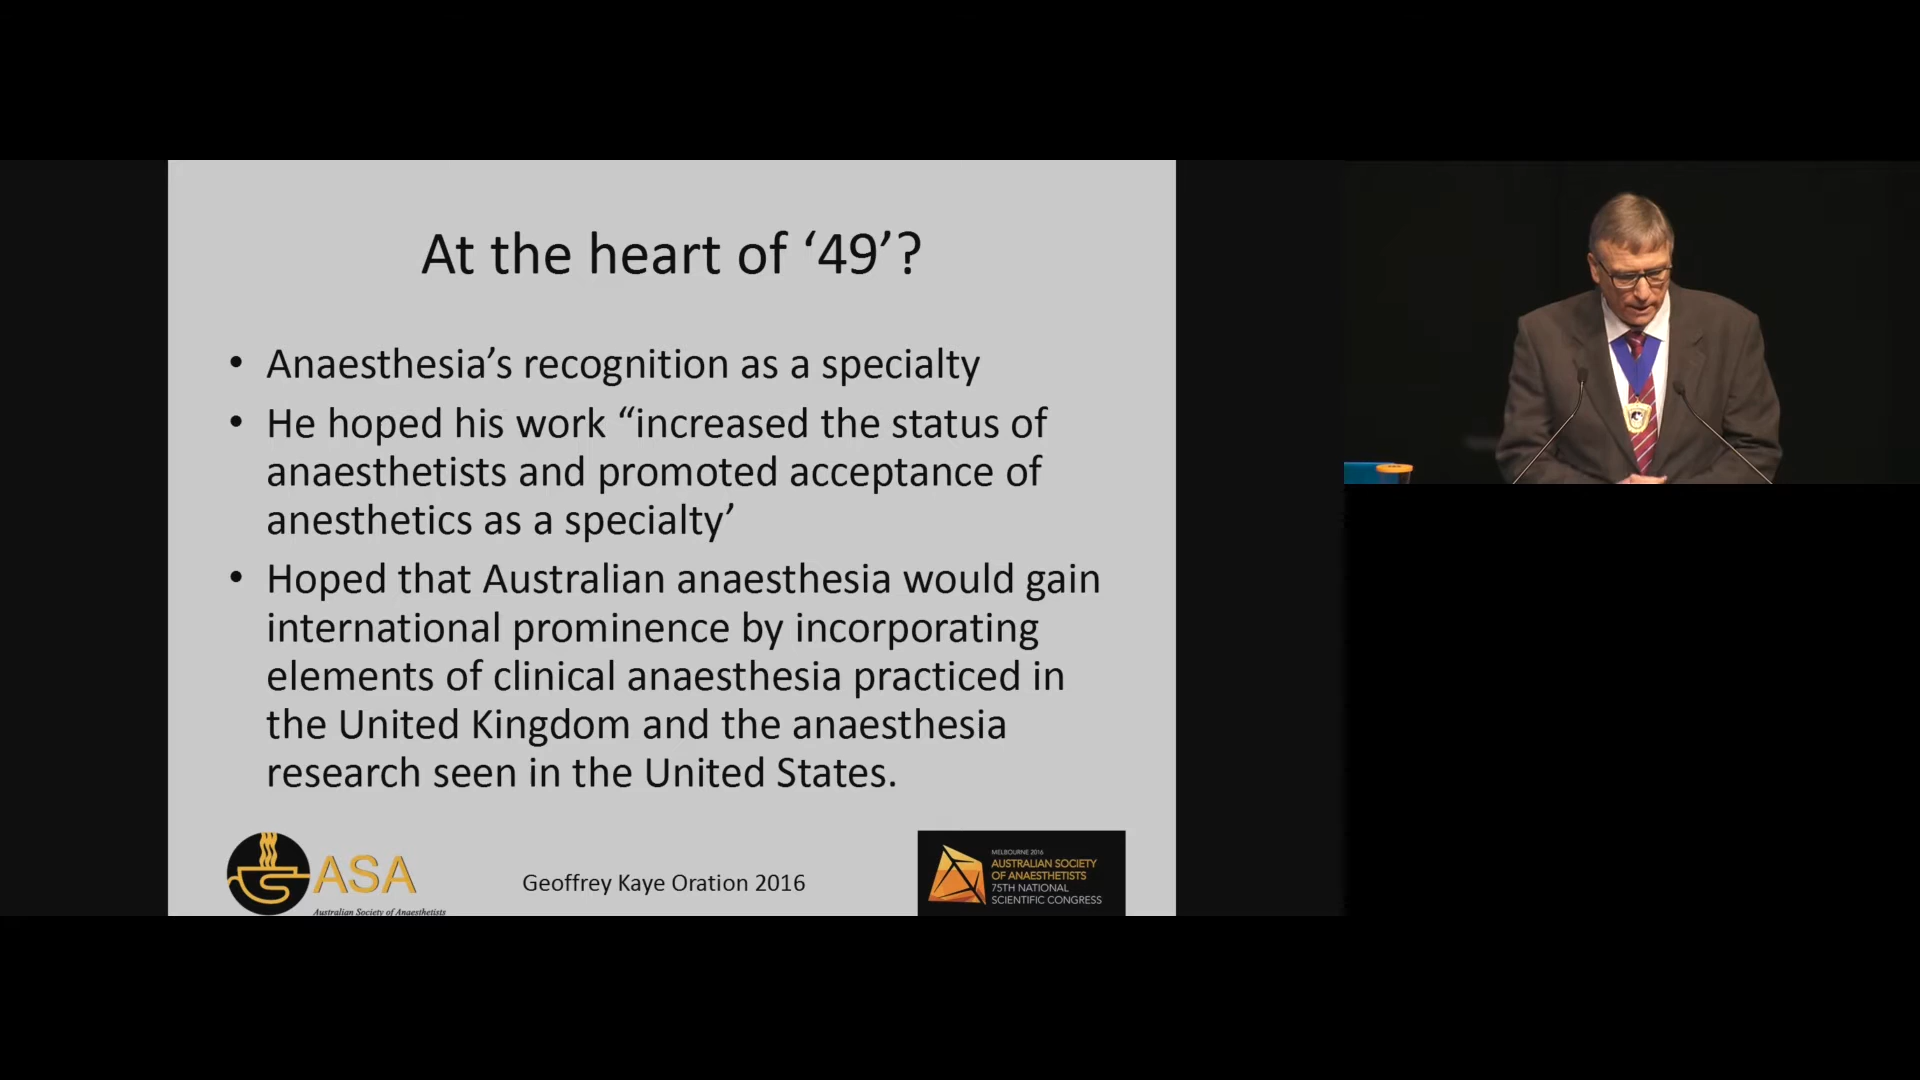 At the heart of ‘49’?
• Anaesthesia’s recognition as a specialty
• He hoped his work “increased the status of
anaesthetists and promoted acceptance of
anesthetics as a specialty’
• Hoped that Australian anaesthesia would gain
international prominence by incorporating
elements of clinical anaesthesia practiced in
the United Kingdom and the anaesthesia
research seen in the United States.
ASA
Australian Society of Anaesthetists
Geoffrey Kaye Oration 2016
MELBOURNE 2016
AUSTRALIAN SOCIETY
OF ANAESTHETISTS
75TH NATIONAL
SCIENTIFIC CONGRESS